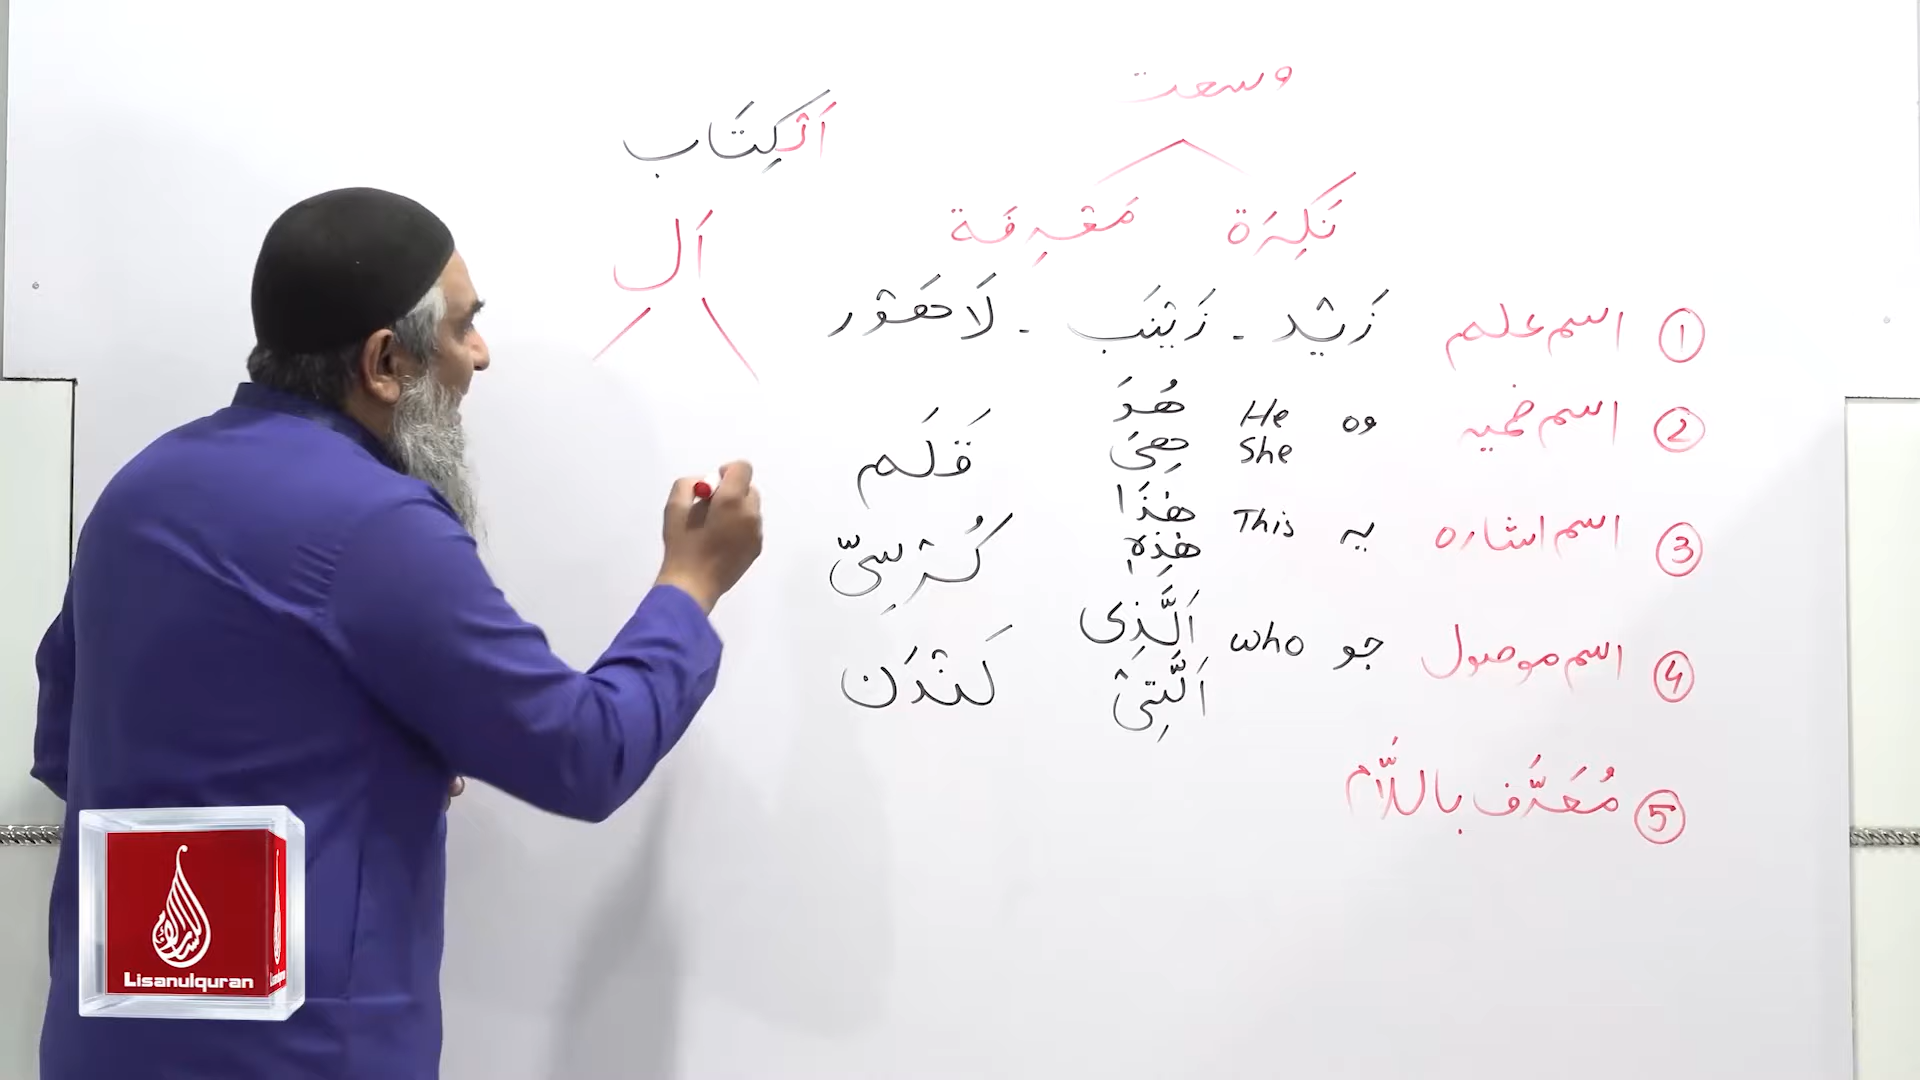 وسعت
نَكِرَة مَعْرِفَة
① اسم علم زَيْد - زَيْنَب - لَاهَوْر
② اسم ضمیر وہ He هُوَ
She هِيَ
③ اسم اشارہ یہ This هٰذَا
هٰذِهٖ
④ اسم موصول جو who اَلَّذِی
اَلَّتِیْ
⑤ مُعَرَّف بِاللَّام
قَلَم
كُرْسِیّ
لَنْدَن
اَلْكِتَاب
اَل
Lisanulquran